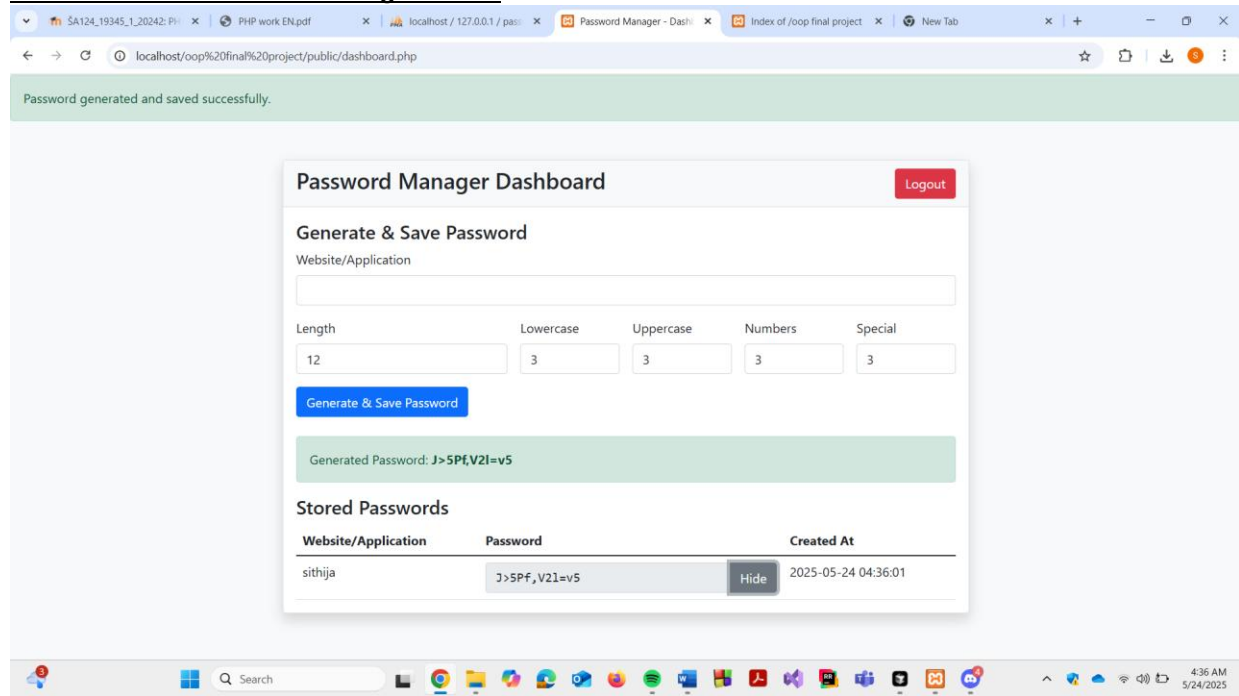 ŚA124_19345_1_20242: PH
PHP work EN.pdf
localhost / 127.0.0.1 / pass
Password Manager - Dash
Index of /oop final project
New Tab
localhost/oop%20final%20project/public/dashboard.php
S
Password generated and saved successfully.
Password Manager Dashboard
Logout
Generate & Save Password
Website/Application
Length Lowercase Uppercase Numbers Special
12 3 3 3 3
Generate & Save Password
Generated Password: J>5Pf,V2l=v5
Stored Passwords
Website/Application Password Created At
sithija J>5Pf,V2l=v5 Hide 2025-05-24 04:36:01
3
Search
4:36 AM
5/24/2025